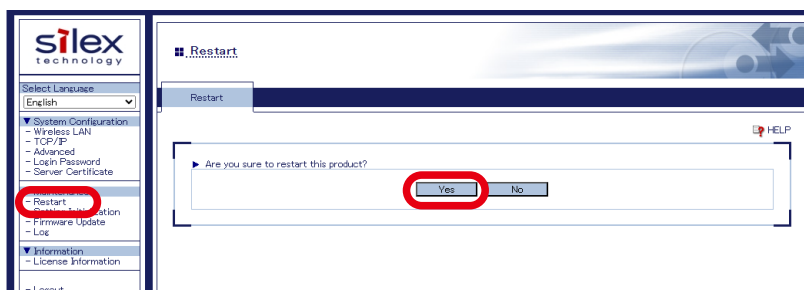 silex
technology
Select Language
English
▼ System Configuration
- Wireless LAN
- TCP/IP
- Advanced
- Login Password
- Server Certificate
- Restart
- Firmware Update
- Log
▼ Information
- License Information
- Logout
Restart
Restart
HELP
Are you sure to restart this product?
Yes No